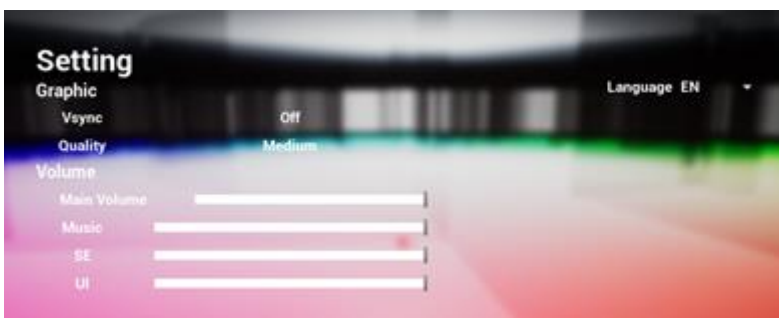 Setting
Graphic
Language EN
Vsync Off
Quality Medium
Volume
Main Volume
Music
SE
UI